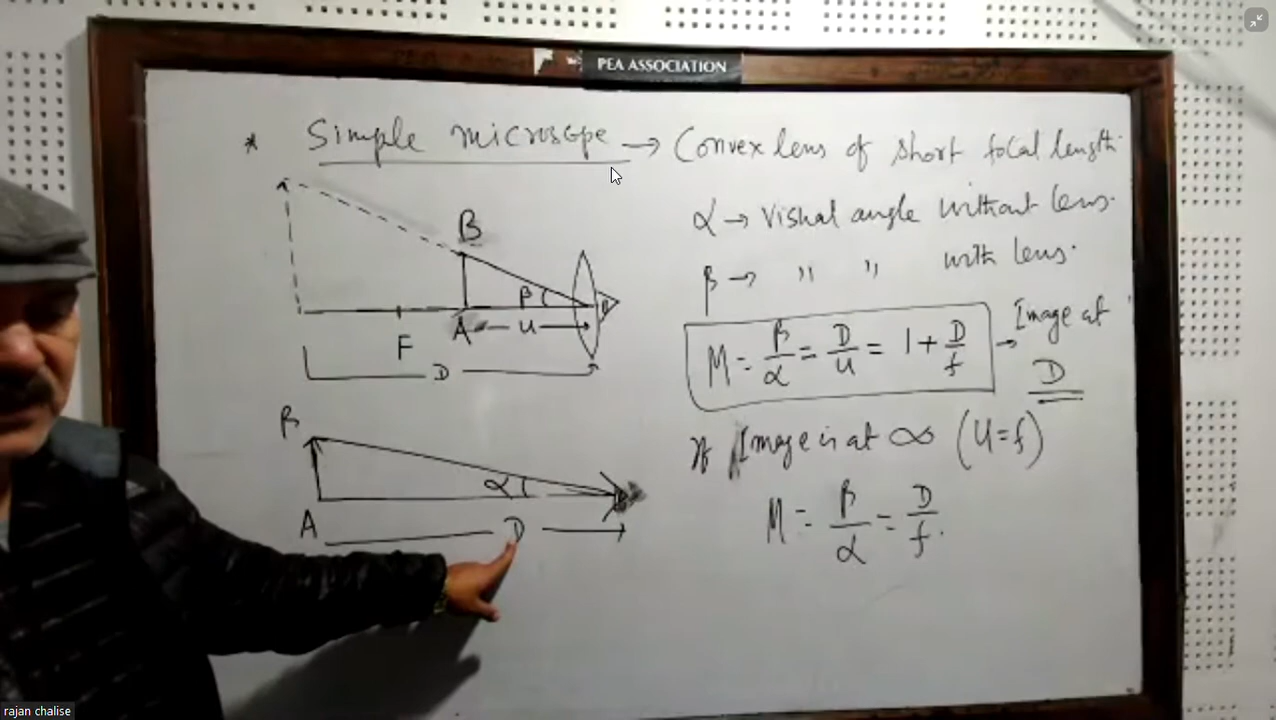 PEA ASSOCIATION
* Simple microscope → Convex lens of short focal length.
α → Visual angle without lens.
β → " " with lens.
B
β
F A ← u →
D
M = β/α = D/u = 1 + D/f → Image at D
If Image is at ∞ (U=f)
M = β/α = D/f.
B
α
A
D
rajan chalise